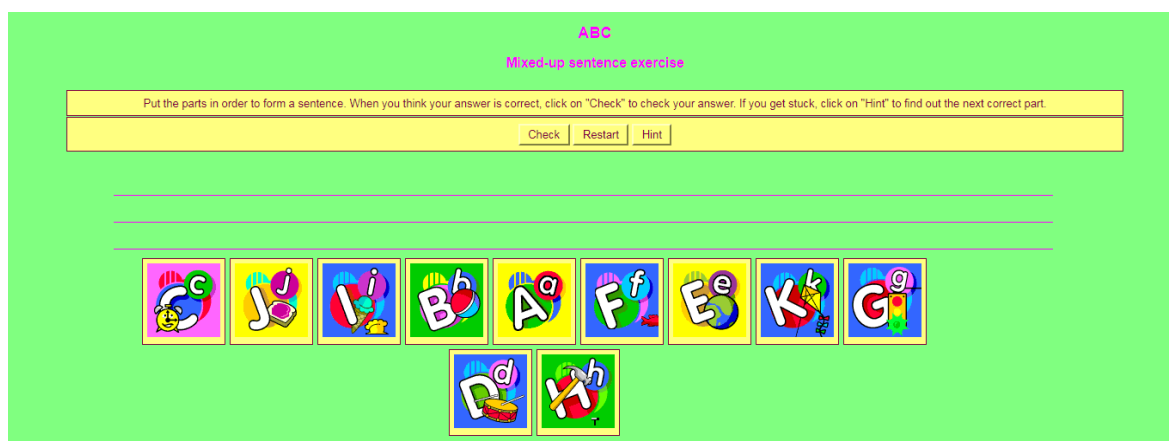 ABC
Mixed-up sentence exercise
Put the parts in order to form a sentence. When you think your answer is correct, click on "Check" to check your answer. If you get stuck, click on "Hint" to find out the next correct part.
Check Restart Hint
C c J j I i B b A a F f E e K k G g
D d H h